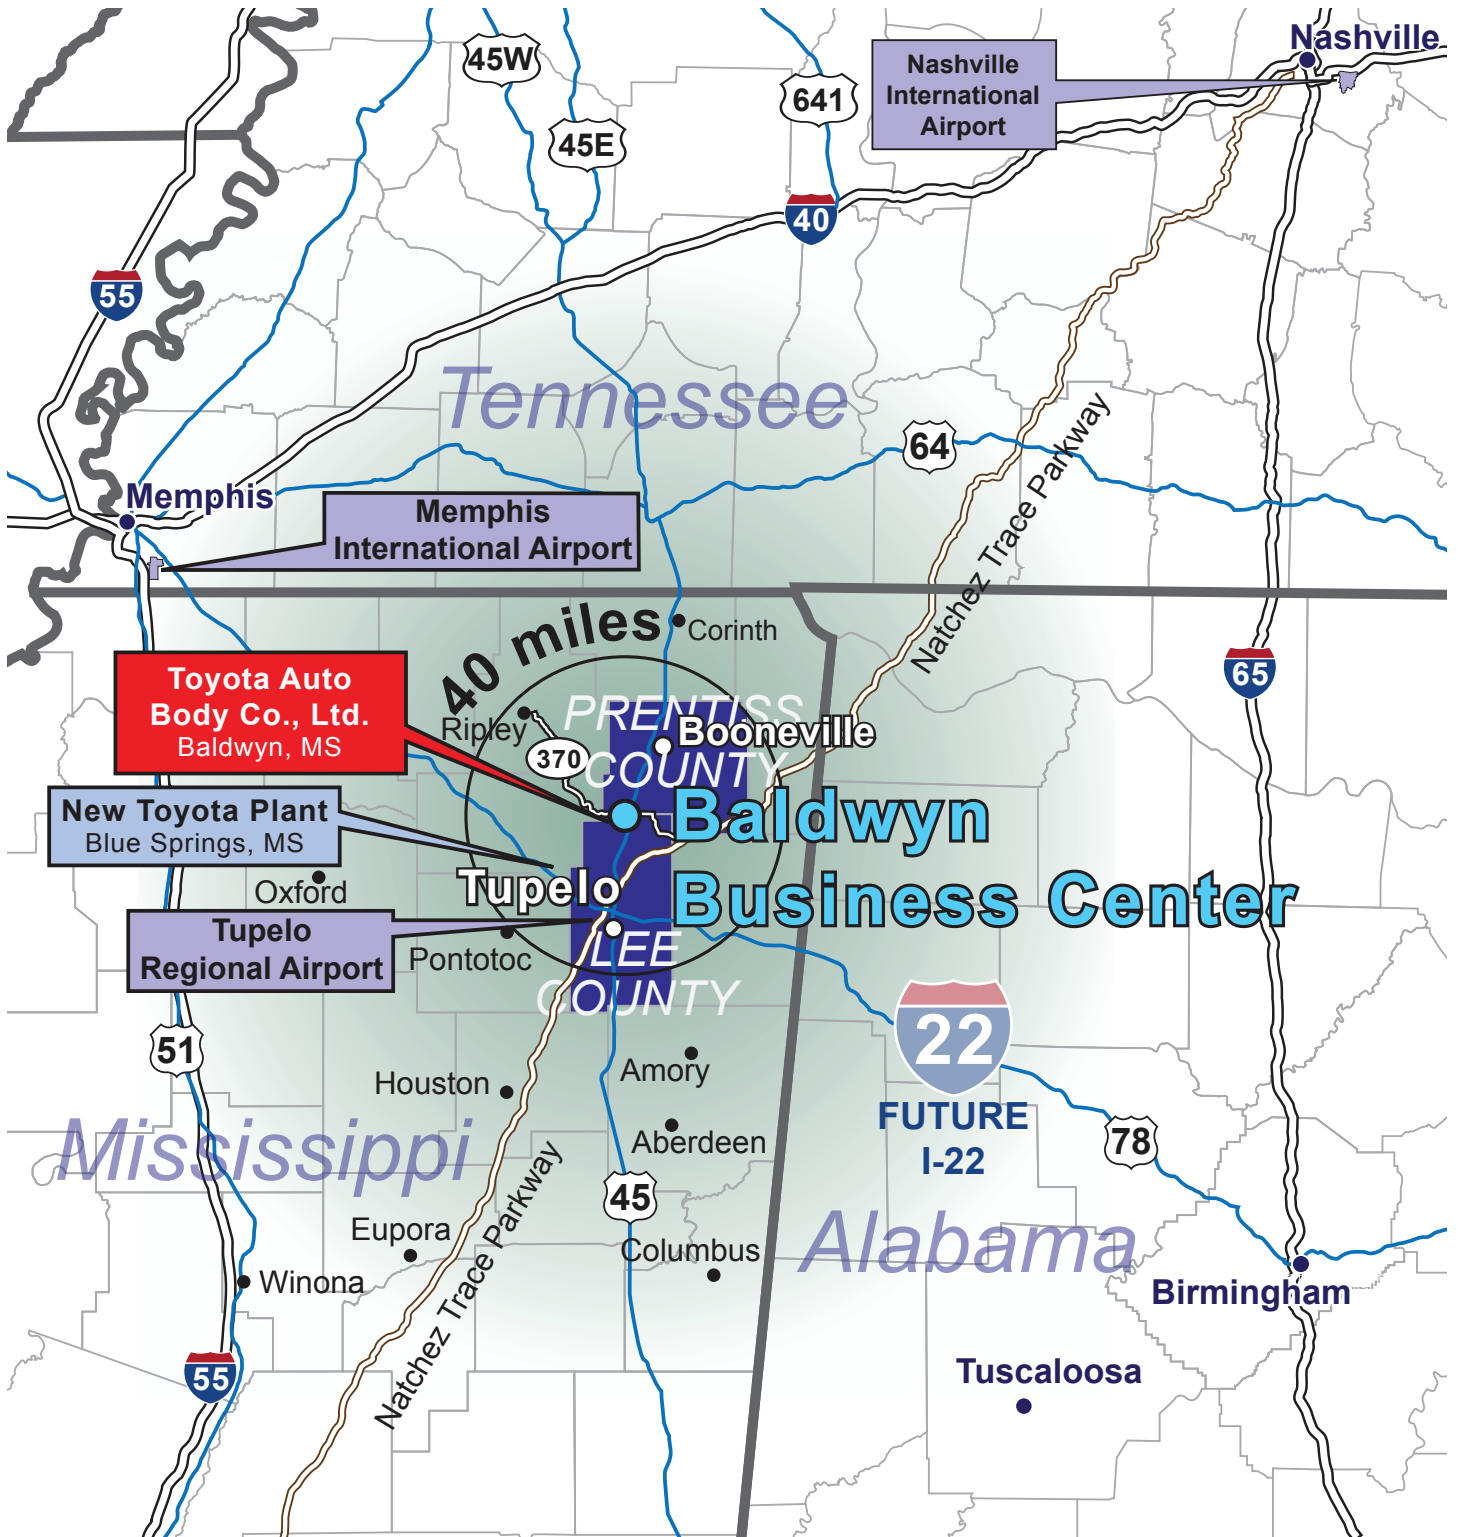 45W
641
45E
Nashville
Nashville
International
Airport
40
55
Tennessee
64
Natchez Trace Parkway
Memphis
Memphis
International Airport
40 miles
Corinth
65
Toyota Auto
Body Co., Ltd.
Baldwyn, MS
Ripley
370
PRENTISS
COUNTY
Booneville
New Toyota Plant
Blue Springs, MS
Baldwyn
Business Center
Oxford
Tupelo
Tupelo
Regional Airport
Pontotoc
LEE
COUNTY
22
FUTURE
I-22
51
Houston
Amory
Aberdeen
78
Mississippi
45
Alabama
Eupora
Columbus
Winona
Natchez Trace Parkway
Birmingham
55
Tuscaloosa